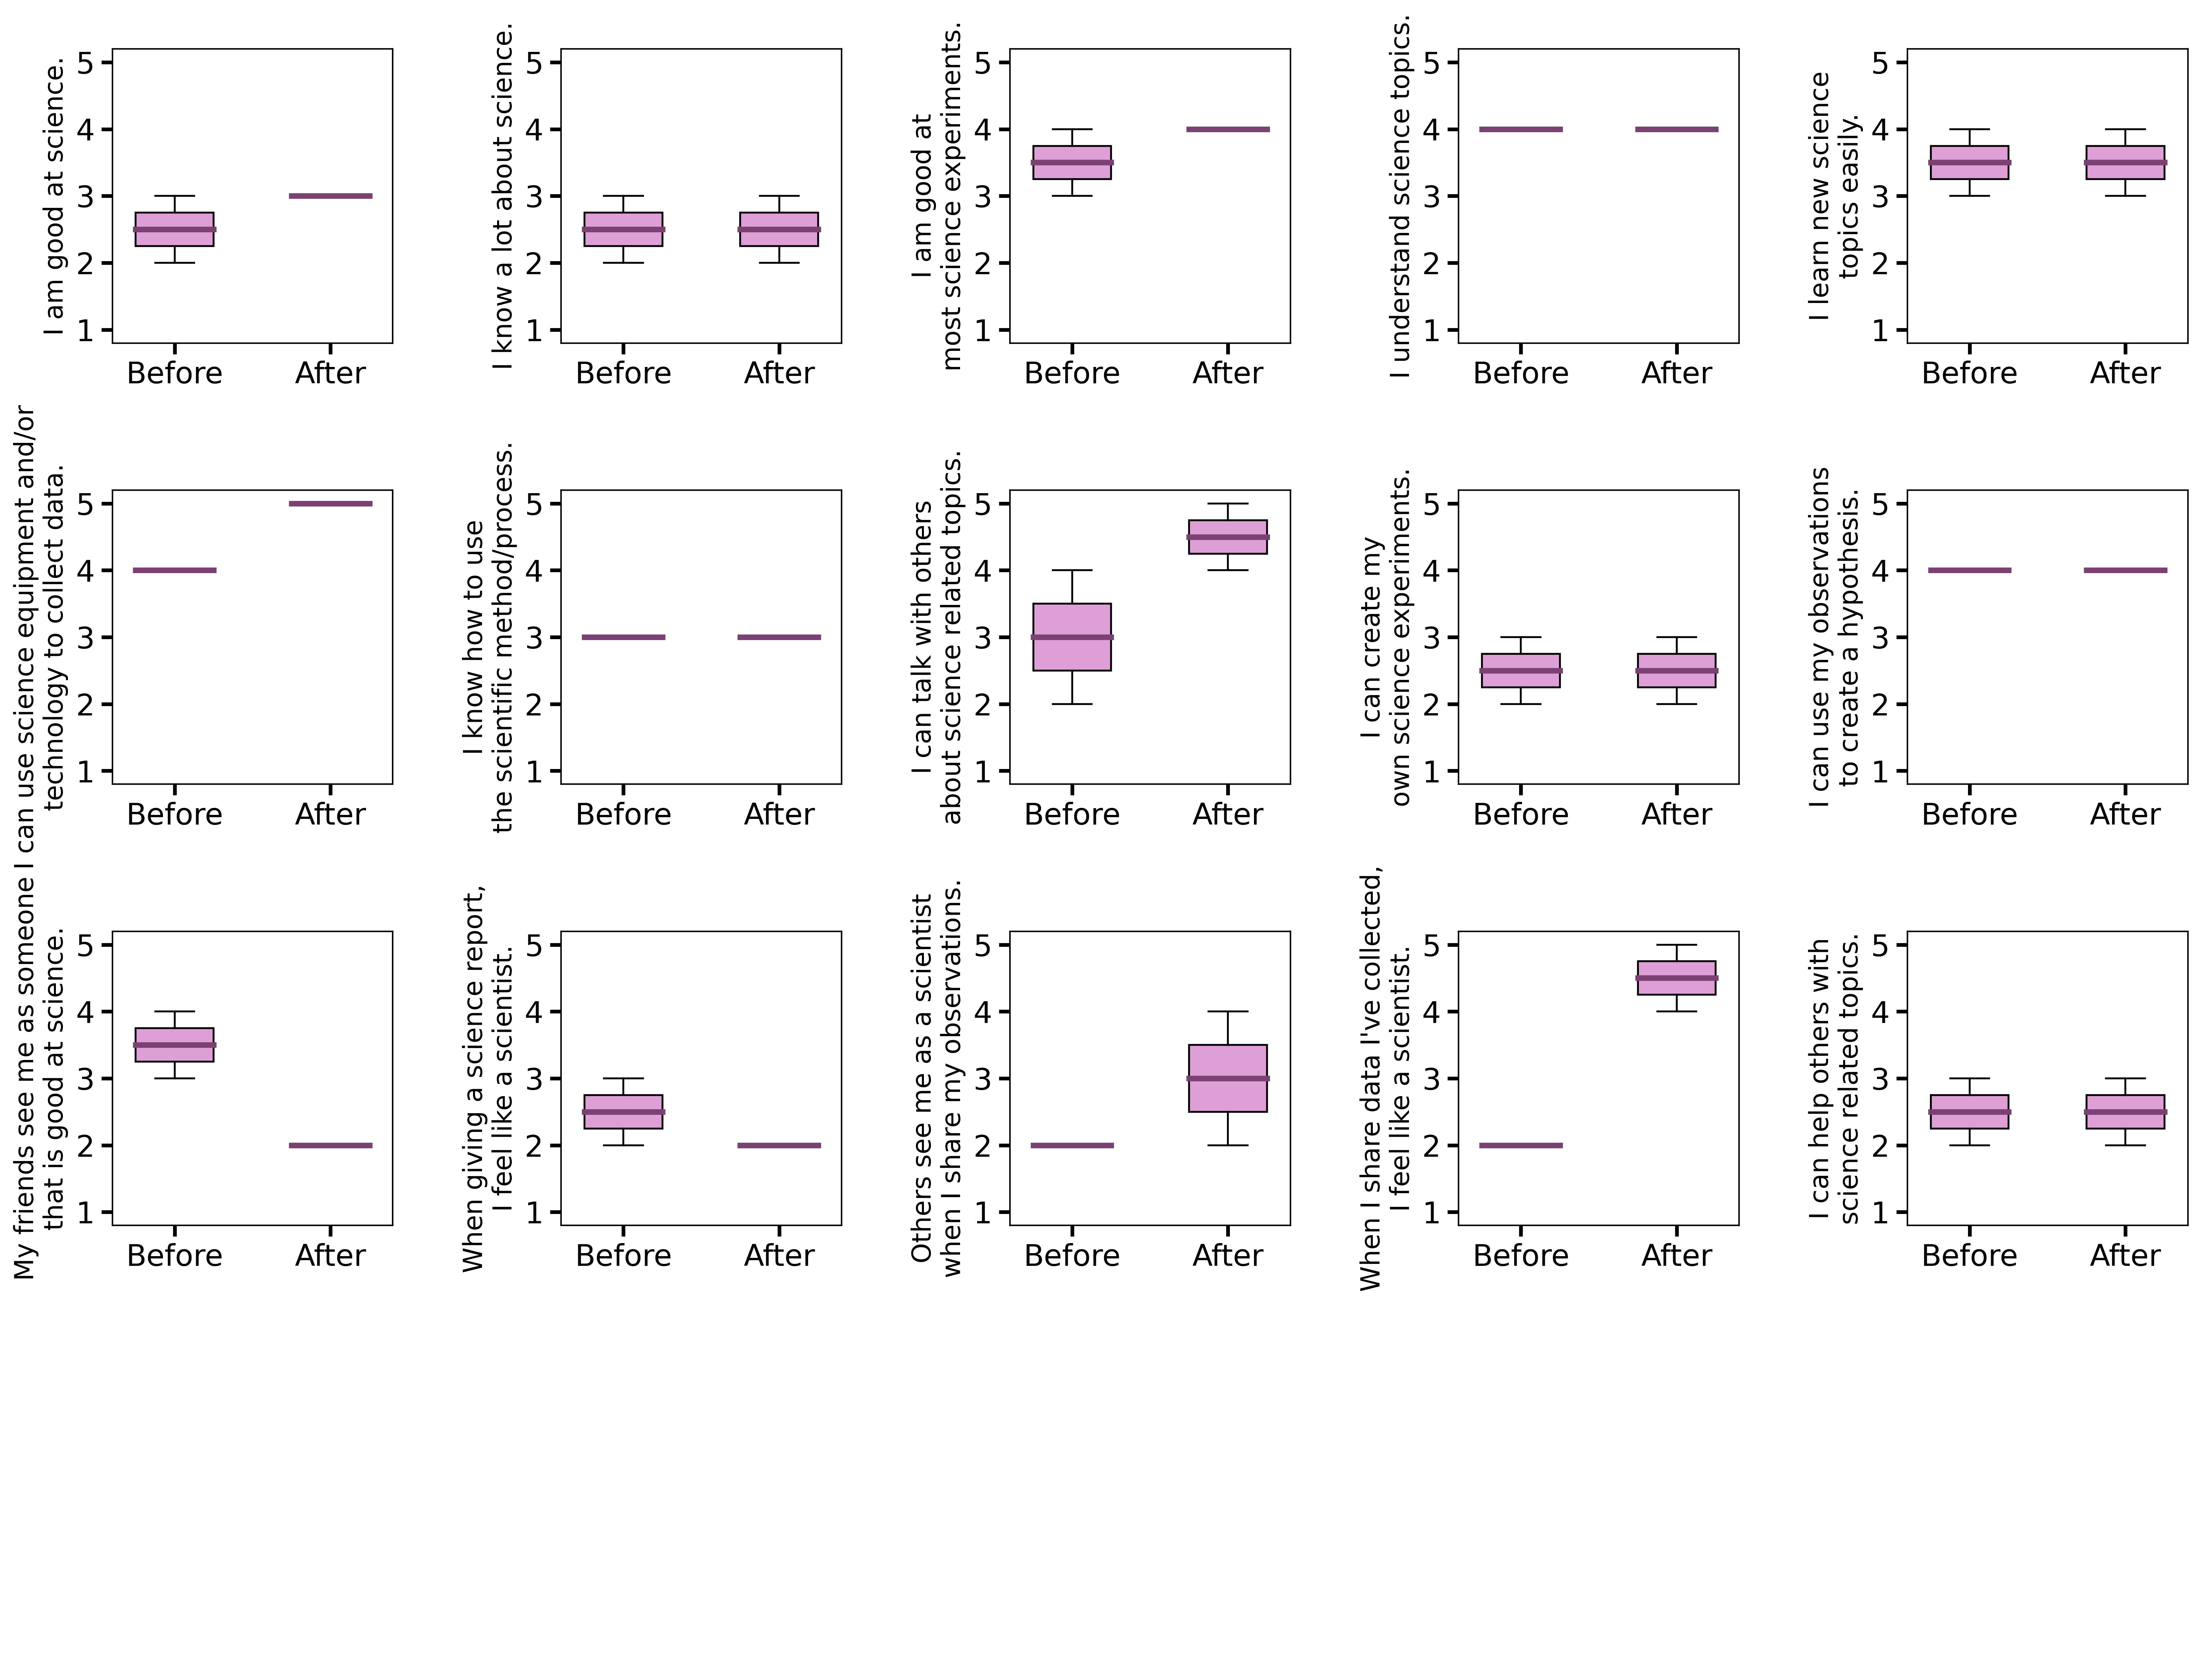 I am good at science.
5
4
3
2
1
Before After
I know a lot about science.
5
4
3
2
1
Before After
I am good at
most science experiments.
5
4
3
2
1
Before After
I understand science topics.
5
4
3
2
1
Before After
I learn new science
topics easily.
5
4
3
2
1
Before After
I can use science equipment and/or
technology to collect data.
5
4
3
2
1
Before After
I know how to use
the scientific method/process.
5
4
3
2
1
Before After
I can talk with others
about science related topics.
5
4
3
2
1
Before After
I can create my
own science experiments.
5
4
3
2
1
Before After
I can use my observations
to create a hypothesis.
5
4
3
2
1
Before After
My friends see me as someone
that is good at science.
5
4
3
2
1
Before After
When giving a science report,
I feel like a scientist.
5
4
3
2
1
Before After
Others see me as a scientist
when I share my observations.
5
4
3
2
1
Before After
When I share data I've collected,
I feel like a scientist.
5
4
3
2
1
Before After
I can help others with
science related topics.
5
4
3
2
1
Before After